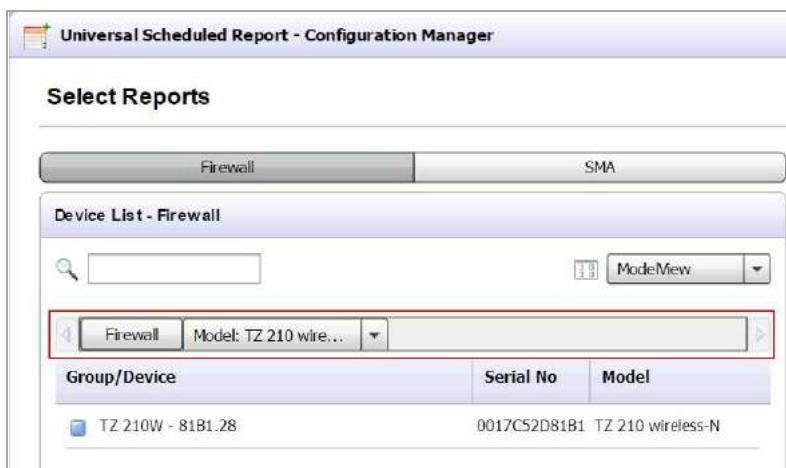 Universal Scheduled Report - Configuration Manager
Select Reports
Firewall SMA
Device List - Firewall
ModelView
Firewall Model: TZ 210 wire...
Group/Device Serial No Model
TZ 210W - 81B1.28 0017C52D81B1 TZ 210 wireless-N